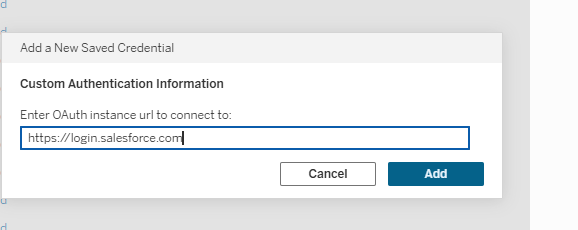 d
d
Add a New Saved Credential
Custom Authentication Information
Enter OAuth instance url to connect to:
https://login.salesforce.com
Cancel
Add
d
d